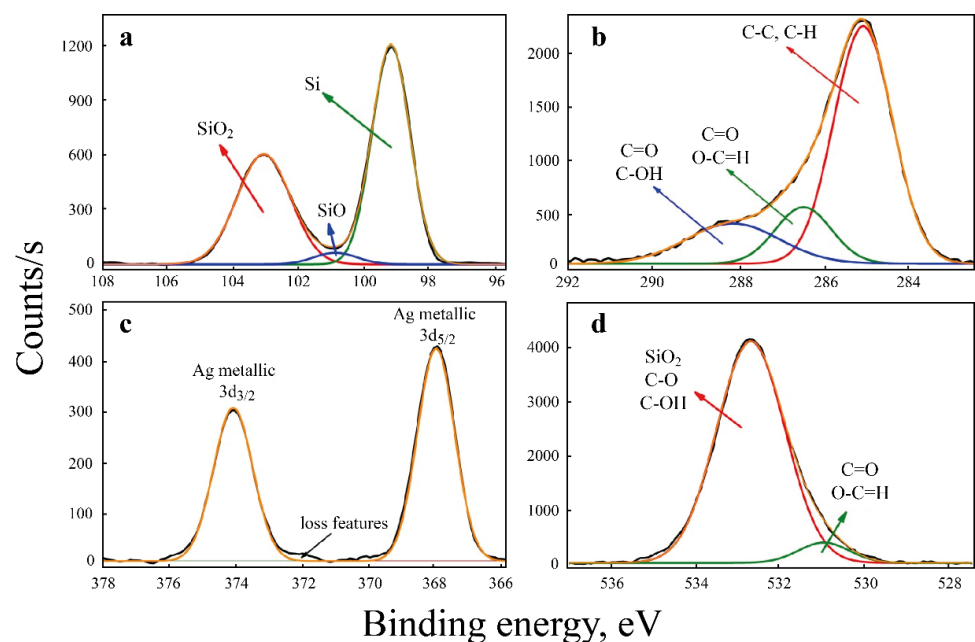 Counts/s
a
1200
900
600
300
0
Si
SiO2
SiO
108
106
104
102
100
98
96
b
2000
1500
1000
500
0
C-C, C-H
C=O
O-C=H
C=O
C-OH
292
290
288
286
284
c
500
400
300
200
100
0
Ag metallic
3d5/2
Ag metallic
3d3/2
loss features
378
376
374
372
370
368
366
d
4000
3000
2000
1000
0
SiO2
C-O
C-OH
C=O
O-C=H
536
534
532
530
528
Binding energy, eV